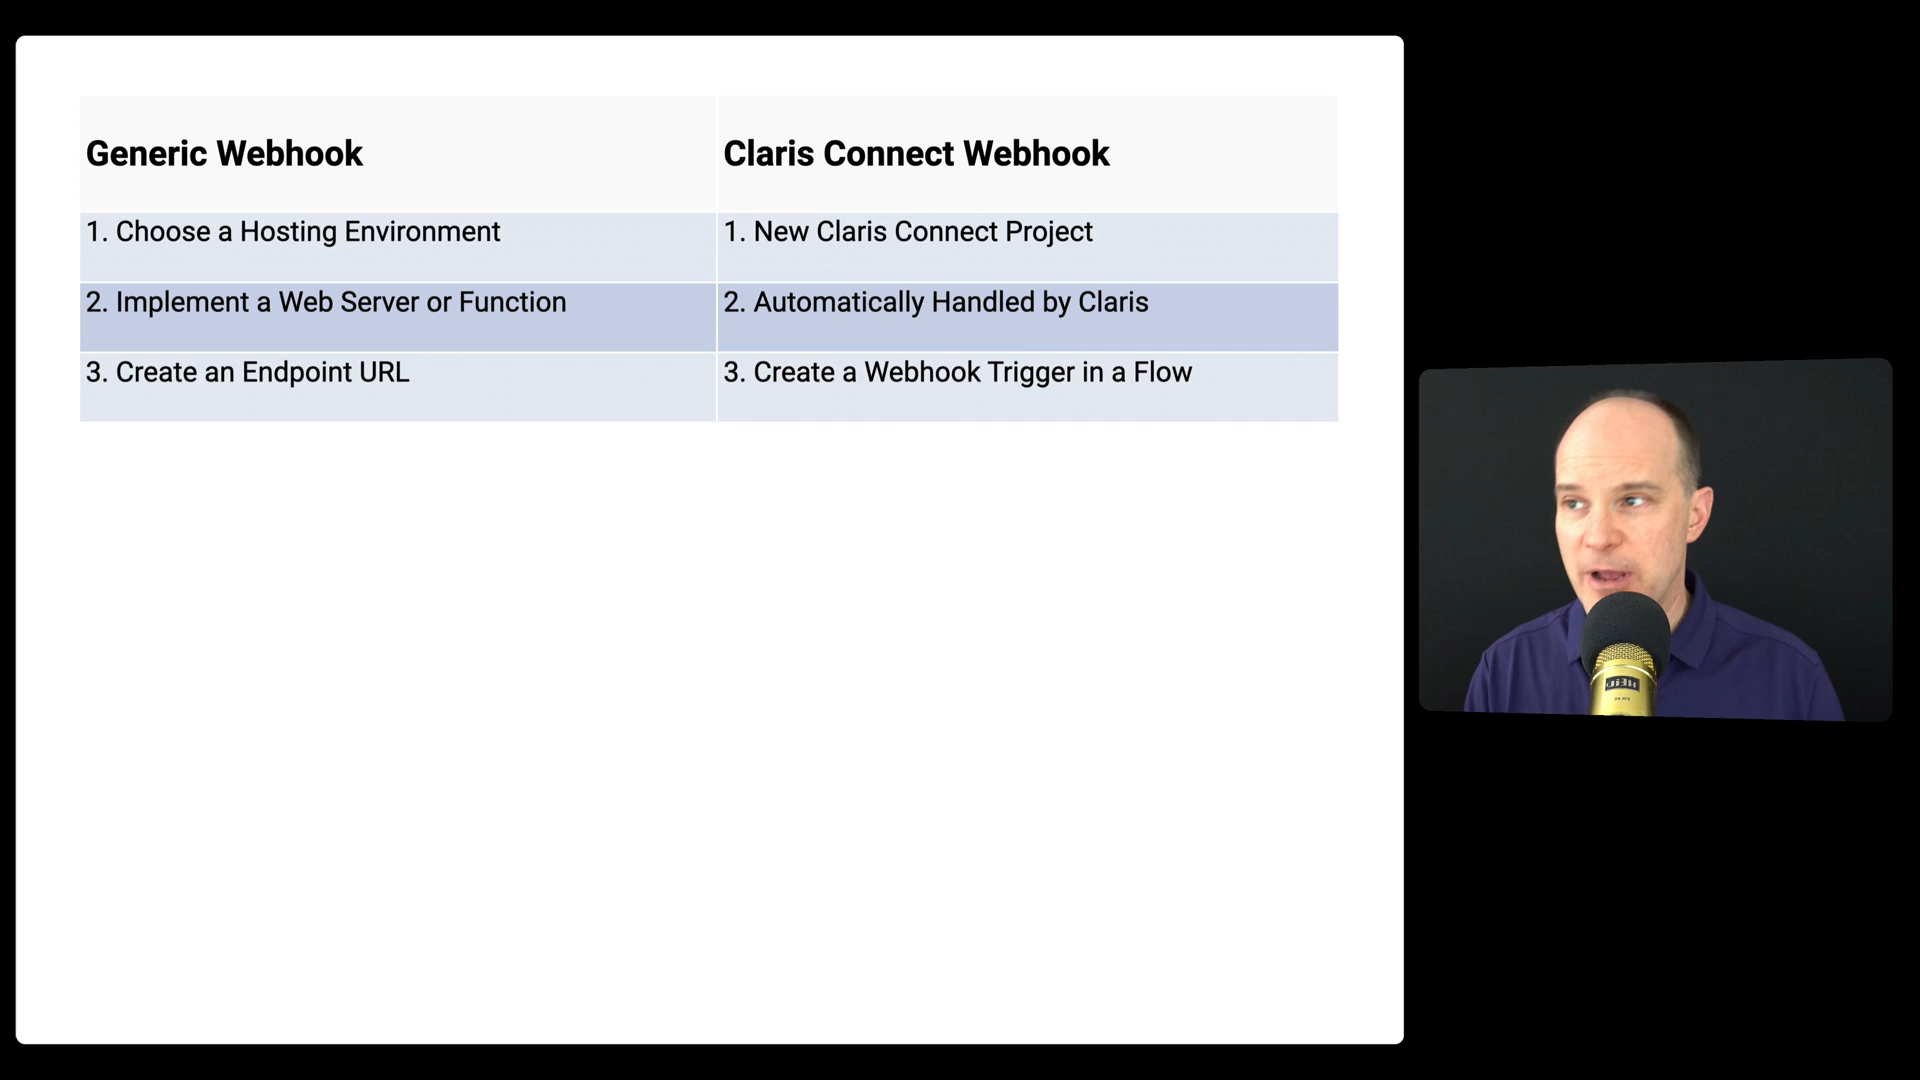 Generic Webhook
Claris Connect Webhook
1. Choose a Hosting Environment
1. New Claris Connect Project
2. Implement a Web Server or Function
2. Automatically Handled by Claris
3. Create an Endpoint URL
3. Create a Webhook Trigger in a Flow